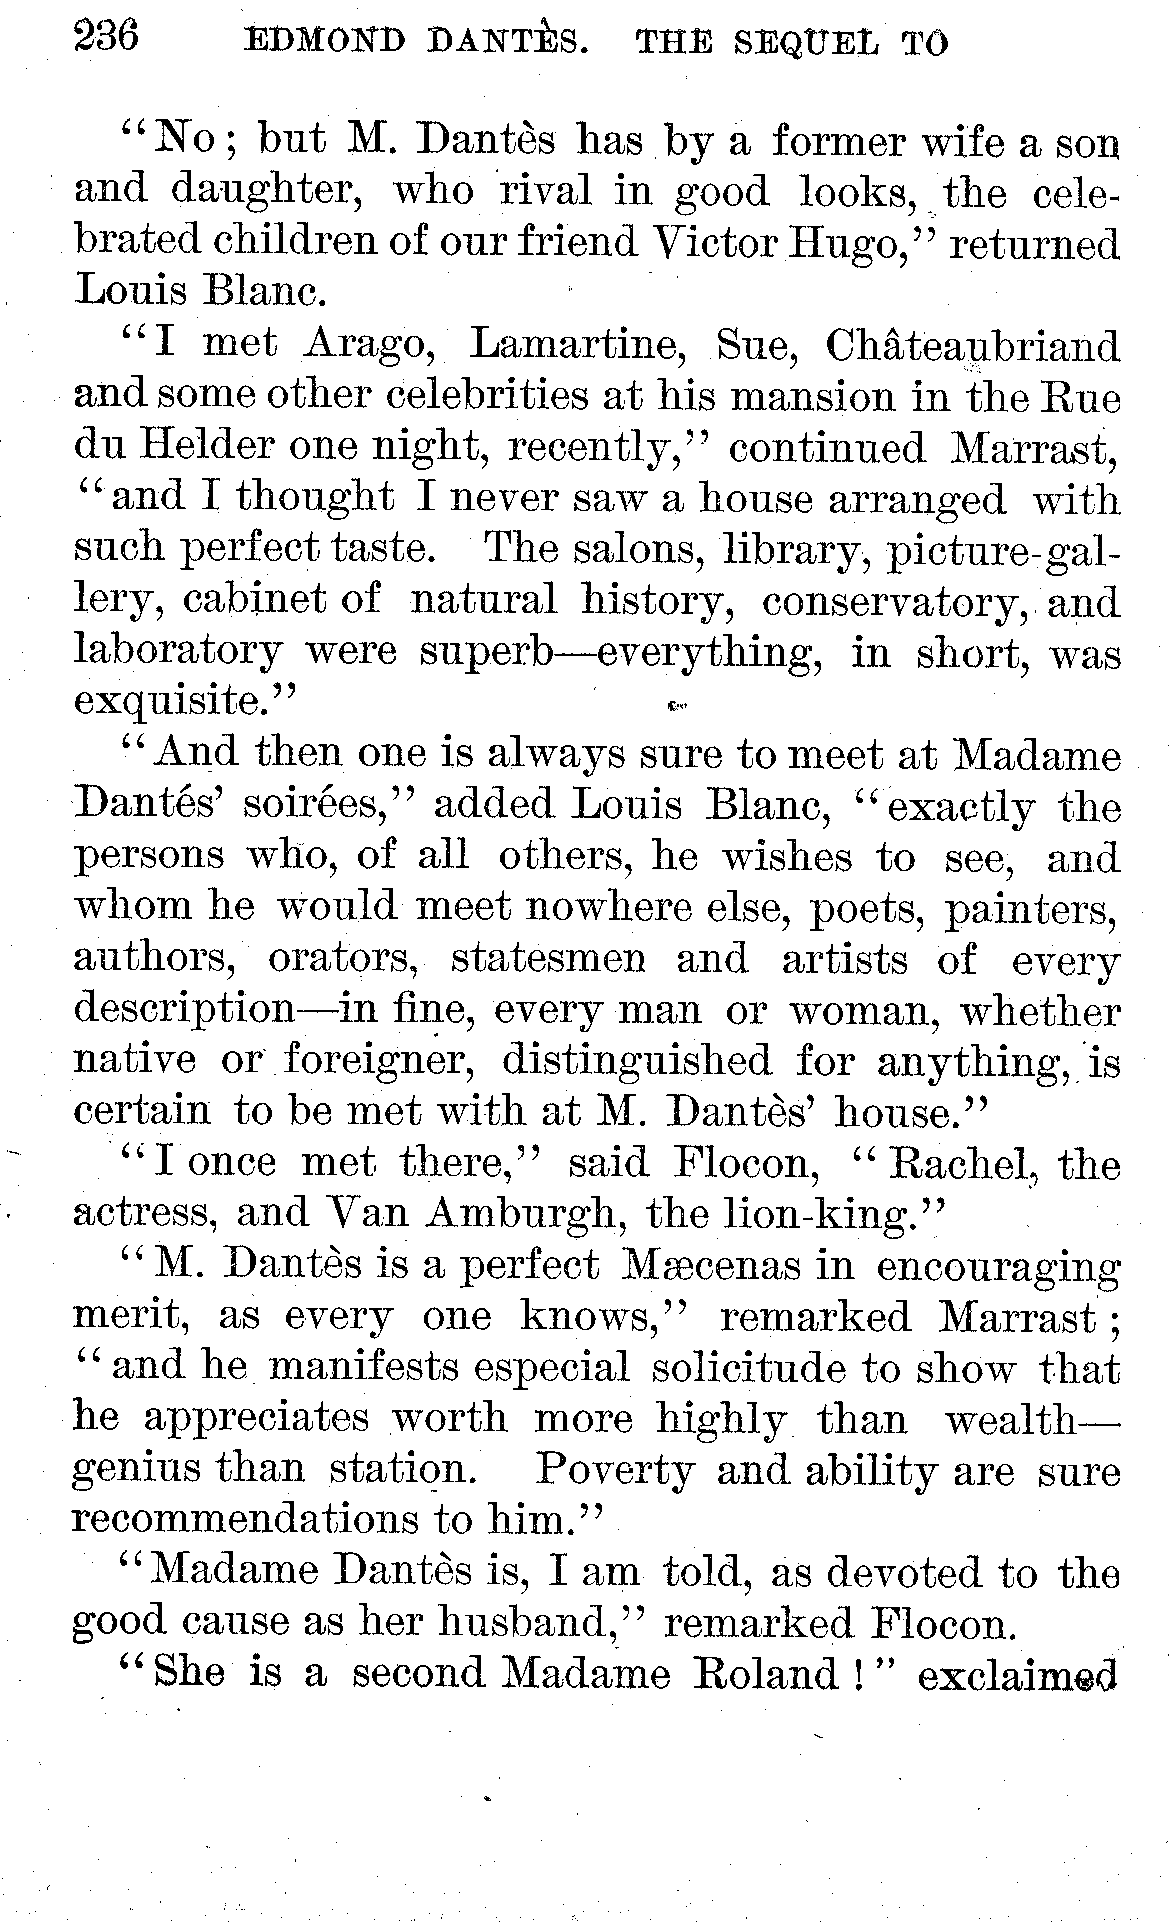 236 EDMOND DANTÈS. THE SEQUEL TO
“No; but M. Dantès has by a former wife a son
and daughter, who rival in good looks, the cele-
brated children of our friend Victor Hugo,” returned
Louis Blanc.
“I met Arago, Lamartine, Sue, Châteaubriand
and some other celebrities at his mansion in the Rue
du Helder one night, recently,” continued Marrast,
“and I thought I never saw a house arranged with
such perfect taste. The salons, library, picture-gal-
lery, cabinet of natural history, conservatory, and
laboratory were superb—everything, in short, was
exquisite.”
“And then one is always sure to meet at Madame
Dantés’ soirées,” added Louis Blanc, “exactly the
persons who, of all others, he wishes to see, and
whom he would meet nowhere else, poets, painters,
authors, orators, statesmen and artists of every
description—in fine, every man or woman, whether
native or foreigner, distinguished for anything, is
certain to be met with at M. Dantès’ house.”
“I once met there,” said Flocon, “Rachel, the
actress, and Van Amburgh, the lion-king.”
“M. Dantès is a perfect Mæcenas in encouraging
merit, as every one knows,” remarked Marrast;
“and he manifests especial solicitude to show that
he appreciates worth more highly than wealth—
genius than station. Poverty and ability are sure
recommendations to him.”
“Madame Dantès is, I am told, as devoted to the
good cause as her husband,” remarked Flocon.
“She is a second Madame Roland!” exclaimed